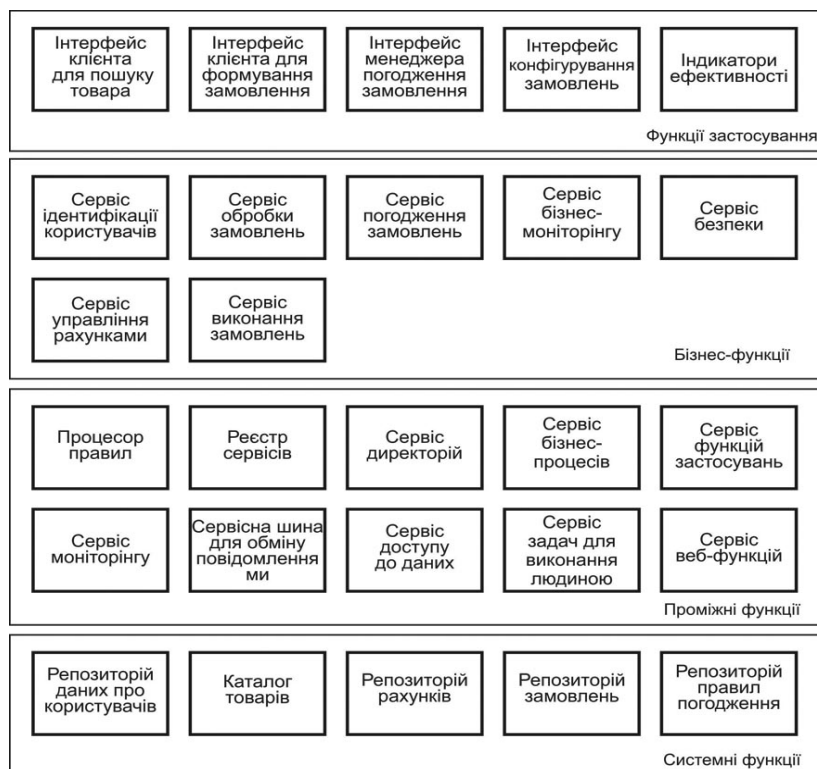 Інтерфейс
клієнта
для пошуку
товара
Інтерфейс
клієнта для
формування
замовлення
Інтерфейс
менеджера
погодження
замовлення
Інтерфейс
конфігурування
замовлень
Індикатори
ефективності
Функції застосування
Сервіс
ідентифікації
користувачів
Сервіс
обробки
замовлень
Сервіс
погодження
замовлень
Сервіс
бізнес-
моніторінгу
Сервіс
безпеки
Сервіс
управління
рахунками
Сервіс
виконання
замовлень
Бізнес-функції
Процесор
правил
Реєстр
сервісів
Сервіс
директорій
Сервіс
бізнес-
процесів
Сервіс
функцій
застосувань
Сервіс
моніторингу
Сервісна шина
для обміну
повідомлення
ми
Сервіс
доступу
до даних
Сервіс
задач для
виконання
людиною
Сервіс
веб-функцій
Проміжні функції
Репозиторій
даних про
користувачів
Каталог
товарів
Репозиторій
рахунків
Репозиторій
замовлень
Репозиторій
правил
погодження
Системні функції